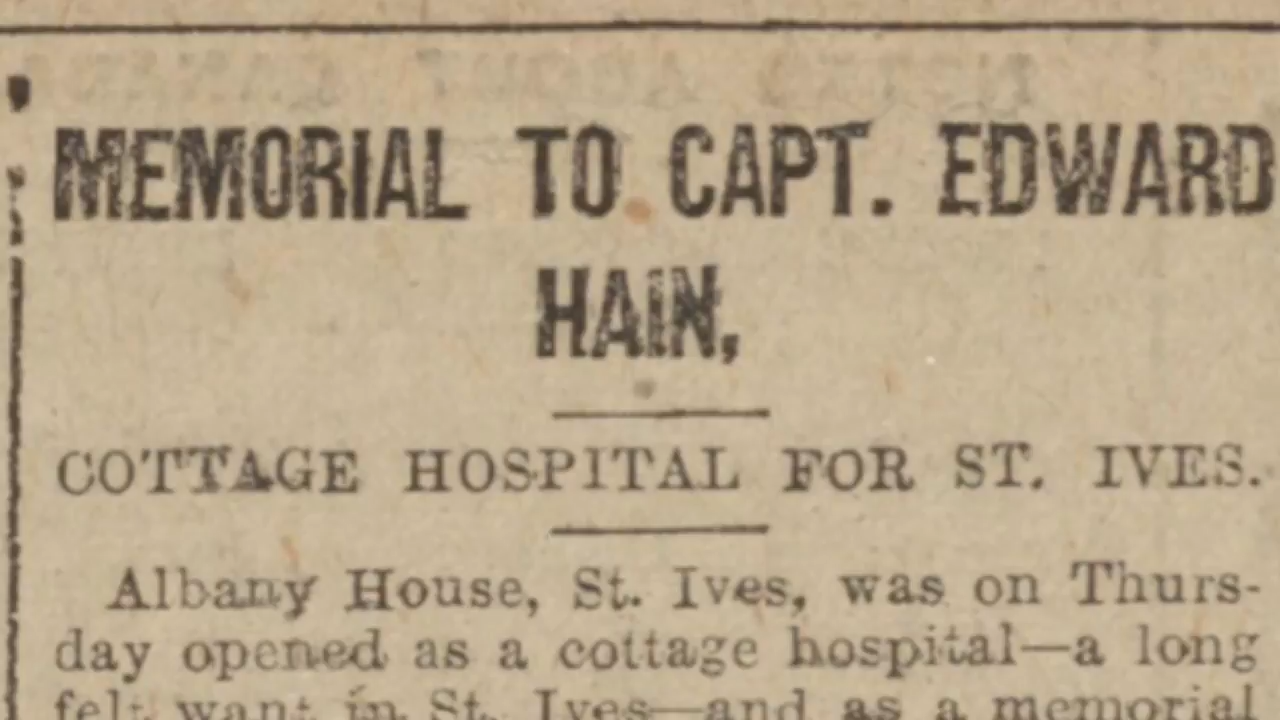 MEMORIAL TO CAPT. EDWARD
HAIN,
COTTAGE HOSPITAL FOR ST. IVES.
Albany House, St. Ives, was on Thurs-
day opened as a cottage hospital—a long
felt want in St. Ives—and as a memorial